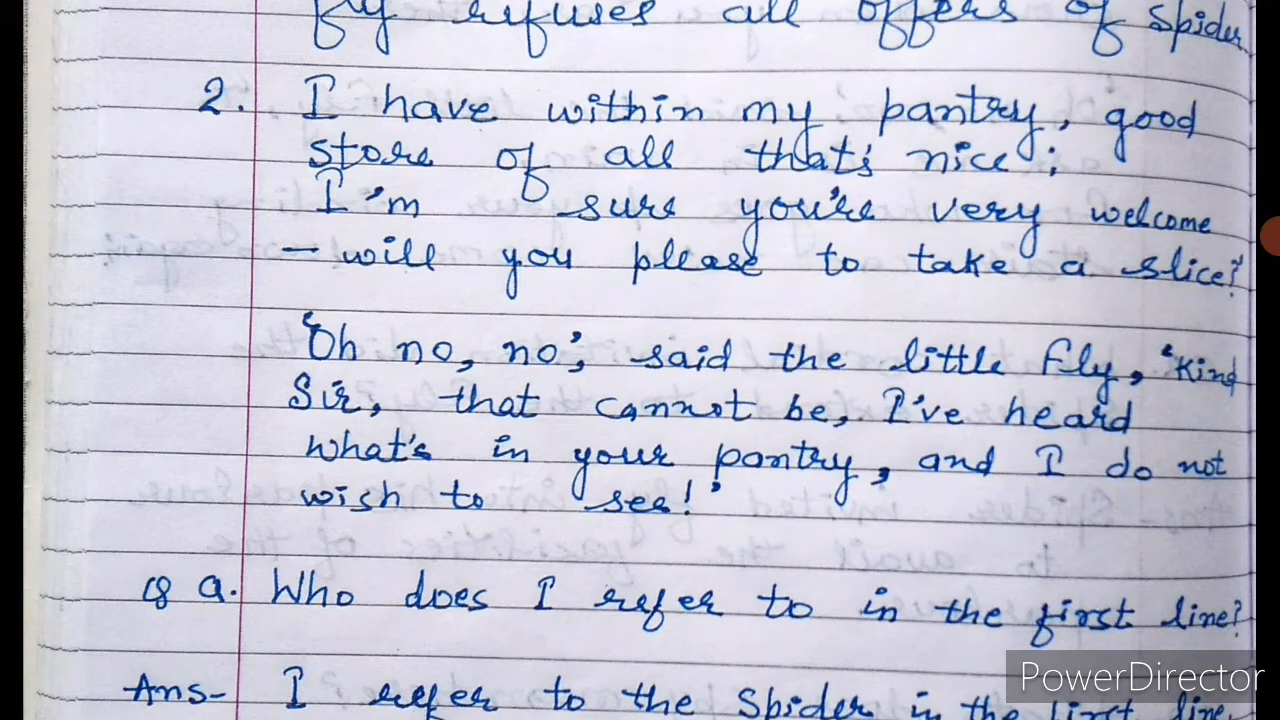 fly refuses all offers of spider
2. I have within my pantry, good
store of all that's nice;
I'm sure you're very welcome
- will you please to take a slice?
'Oh no, no', said the little fly, 'Kind
Sir, that cannot be, I've heard
what's in your pantry, and I do not
wish to see!'
Q a. Who does I refer to in the first line?
PowerDirector
Ans- I refer to the Spider in the first line